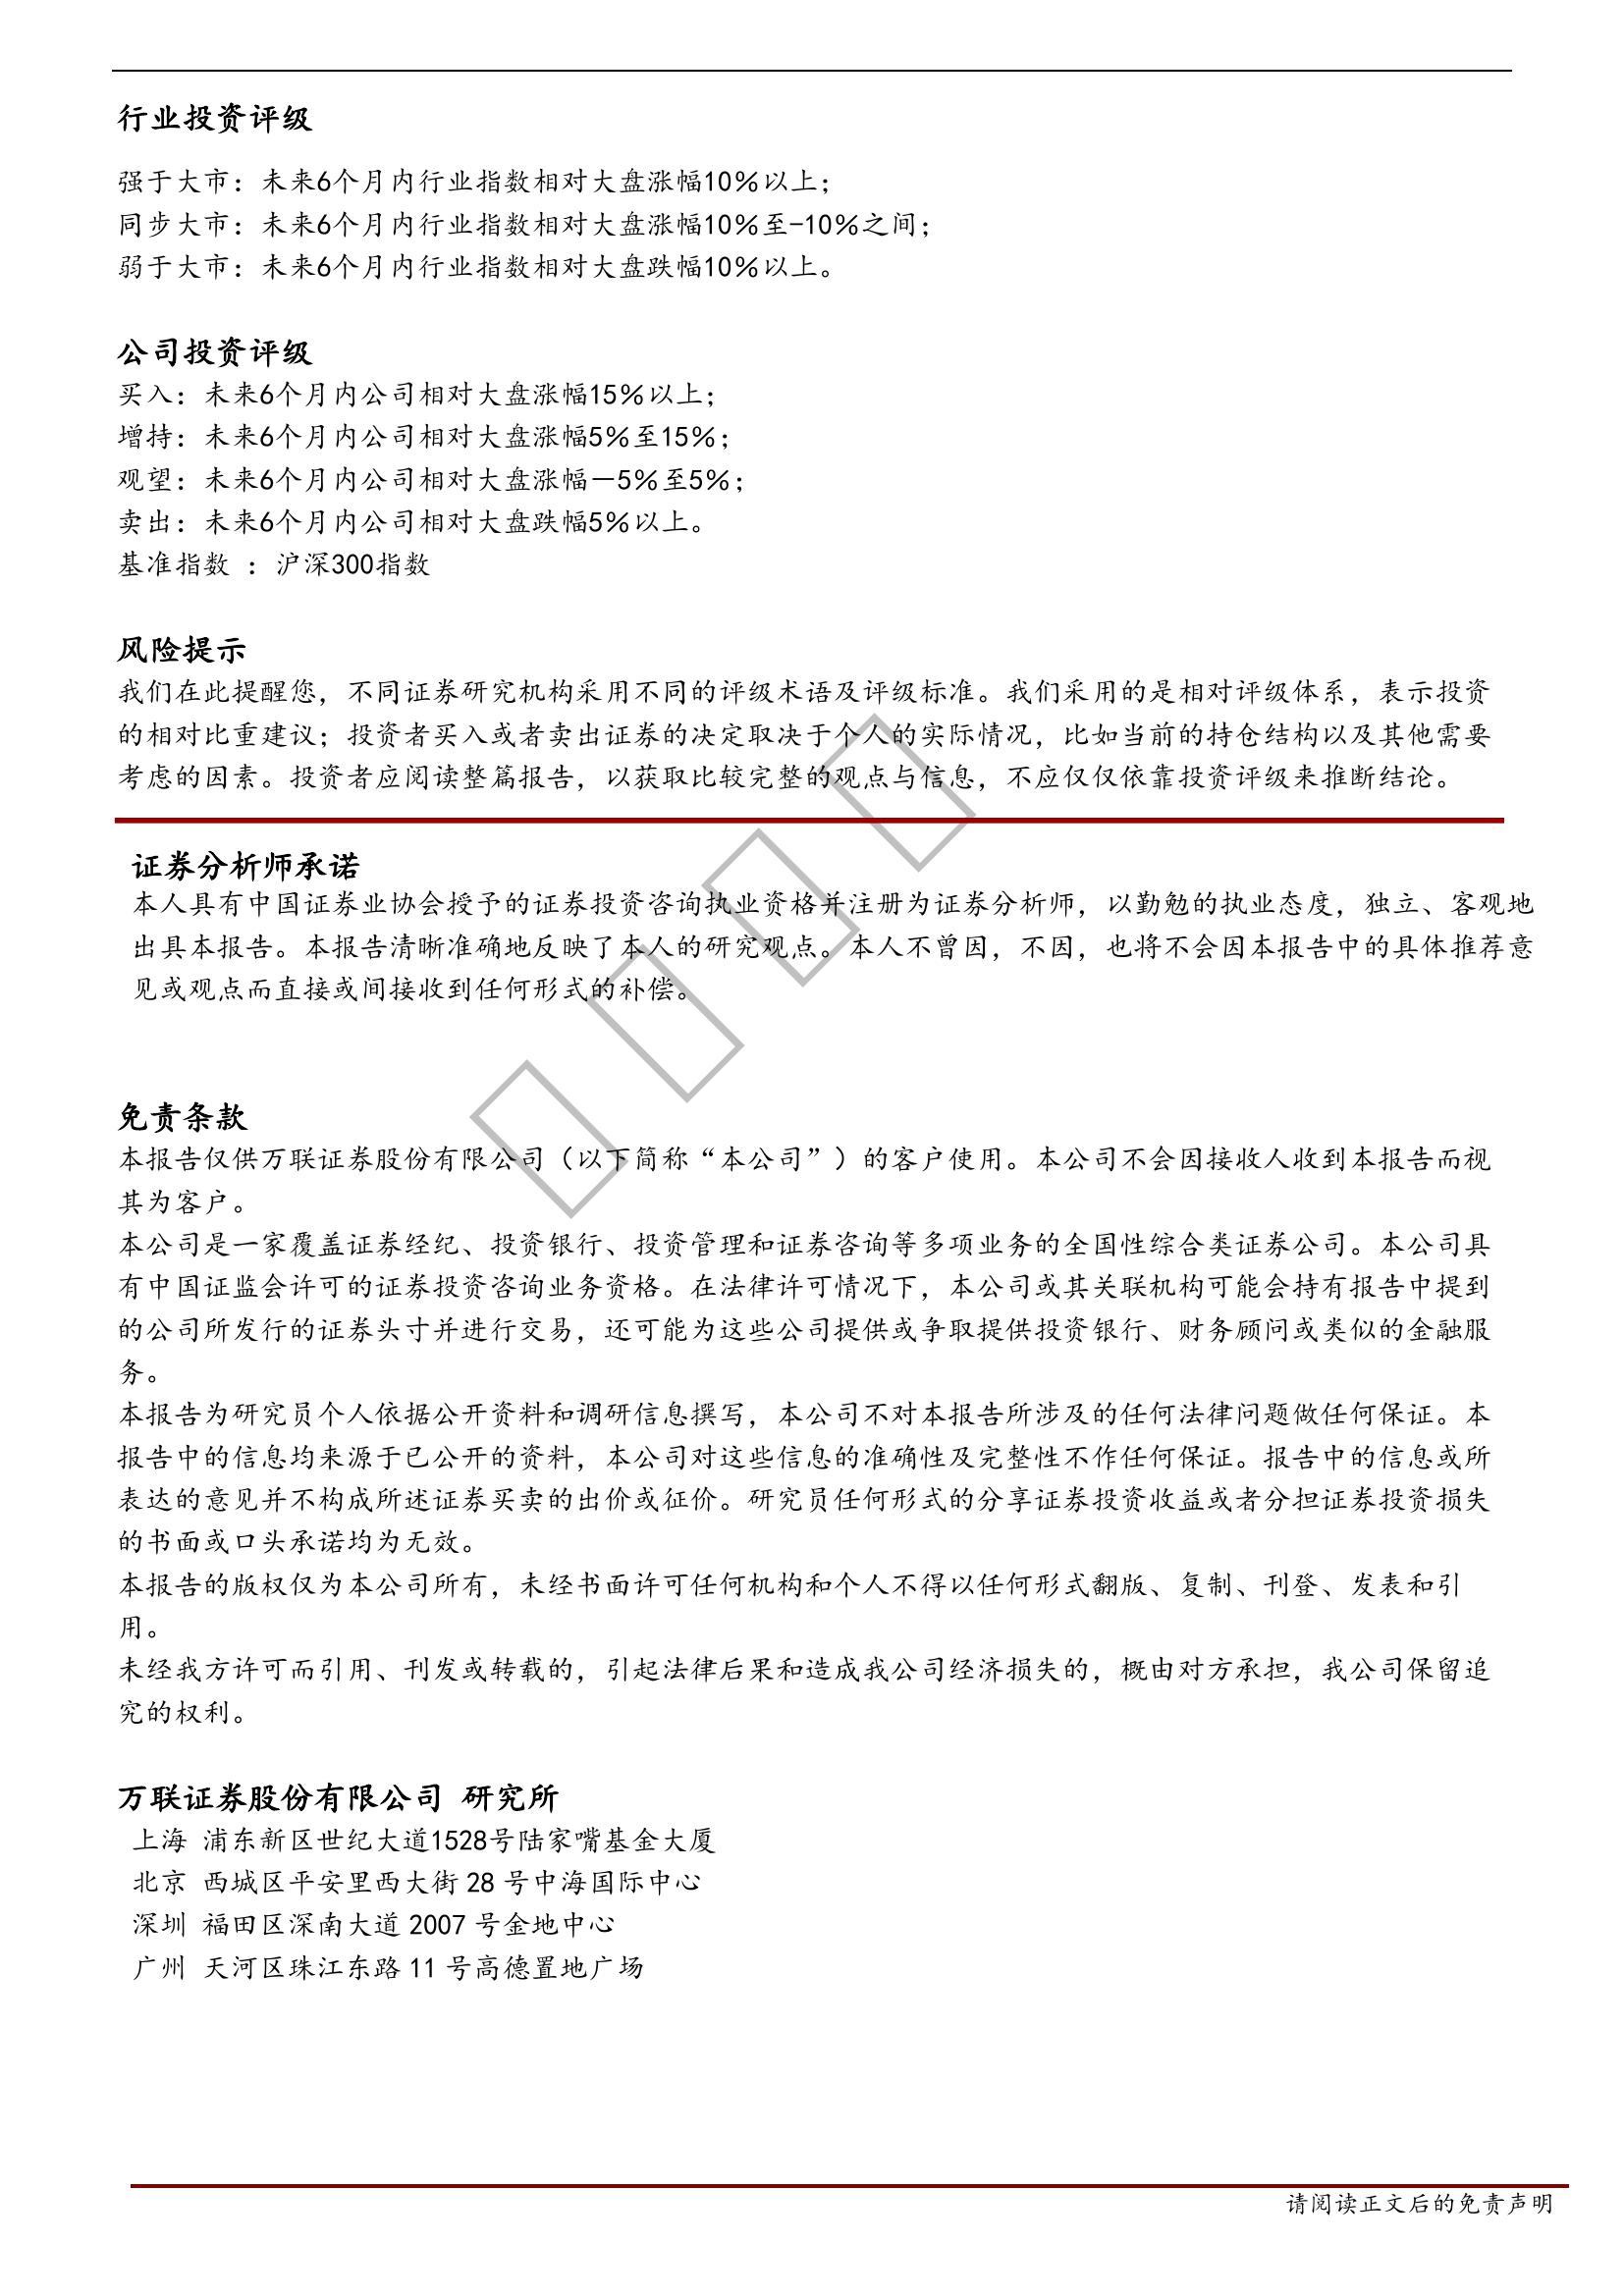 行业投资评级
强于大市：未来6个月内行业指数相对大盘涨幅10％以上；
同步大市：未来6个月内行业指数相对大盘涨幅10％至-10％之间；
弱于大市：未来6个月内行业指数相对大盘跌幅10％以上。
公司投资评级
买入：未来6个月内公司相对大盘涨幅15％以上；
增持：未来6个月内公司相对大盘涨幅5％至15％；
观望：未来6个月内公司相对大盘涨幅－5％至5％；
卖出：未来6个月内公司相对大盘跌幅5％以上。
基准指数 ：沪深300指数
风险提示
我们在此提醒您，不同证券研究机构采用不同的评级术语及评级标准。我们采用的是相对评级体系，表示投资
的相对比重建议；投资者买入或者卖出证券的决定取决于个人的实际情况，比如当前的持仓结构以及其他需要
考虑的因素。投资者应阅读整篇报告，以获取比较完整的观点与信息，不应仅仅依靠投资评级来推断结论。
证券分析师承诺
本人具有中国证券业协会授予的证券投资咨询执业资格并注册为证券分析师，以勤勉的执业态度，独立、客观地
出具本报告。本报告清晰准确地反映了本人的研究观点。本人不曾因，不因，也将不会因本报告中的具体推荐意
见或观点而直接或间接收到任何形式的补偿。
免责条款
本报告仅供万联证券股份有限公司（以下简称“本公司”）的客户使用。本公司不会因接收人收到本报告而视
其为客户。
本公司是一家覆盖证券经纪、投资银行、投资管理和证券咨询等多项业务的全国性综合类证券公司。本公司具
有中国证监会许可的证券投资咨询业务资格。在法律许可情况下，本公司或其关联机构可能会持有报告中提到
的公司所发行的证券头寸并进行交易，还可能为这些公司提供或争取提供投资银行、财务顾问或类似的金融服
务。
本报告为研究员个人依据公开资料和调研信息撰写，本公司不对本报告所涉及的任何法律问题做任何保证。本
报告中的信息均来源于已公开的资料，本公司对这些信息的准确性及完整性不作任何保证。报告中的信息或所
表达的意见并不构成所述证券买卖的出价或征价。研究员任何形式的分享证券投资收益或者分担证券投资损失
的书面或口头承诺均为无效。
本报告的版权仅为本公司所有，未经书面许可任何机构和个人不得以任何形式翻版、复制、刊登、发表和引
用。
未经我方许可而引用、刊发或转载的，引起法律后果和造成我公司经济损失的，概由对方承担，我公司保留追
究的权利。
万联证券股份有限公司 研究所
上海 浦东新区世纪大道1528号陆家嘴基金大厦
北京 西城区平安里西大街 28 号中海国际中心
深圳 福田区深南大道 2007 号金地中心
广州 天河区珠江东路 11 号高德置地广场
请阅读正文后的免责声明